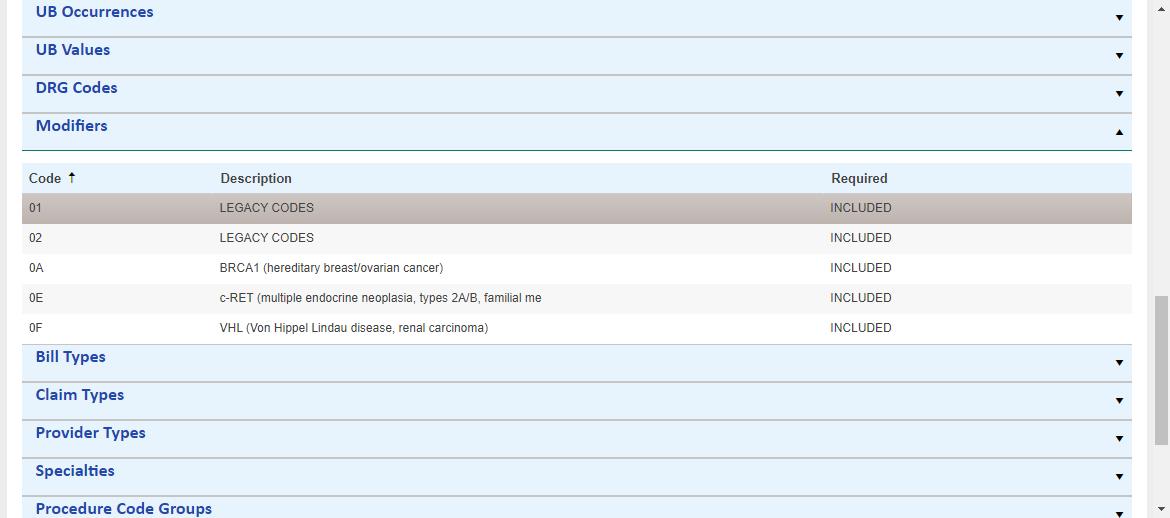 UB Occurrences
UB Values
DRG Codes
Modifiers
Code Description Required
01 LEGACY CODES INCLUDED
02 LEGACY CODES INCLUDED
0A BRCA1 (hereditary breast/ovarian cancer) INCLUDED
0E c-RET (multiple endocrine neoplasia, types 2A/B, familial me INCLUDED
0F VHL (Von Hippel Lindau disease, renal carcinoma) INCLUDED
Bill Types
Claim Types
Provider Types
Specialties
Procedure Code Groups